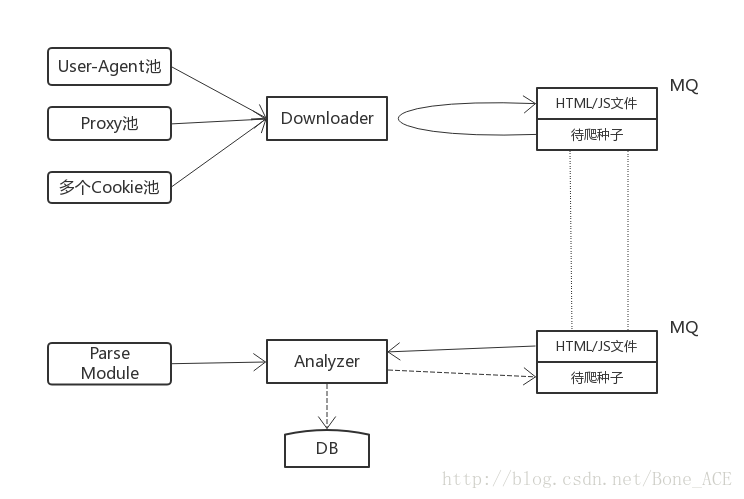 User-Agent池
MQ
HTML/JS文件
Proxy池
Downloader
待爬种子
多个Cookie池
MQ
Parse
Module
Analyzer
HTML/JS文件
待爬种子
DB
http://blog.csdn.net/Bone_ACE